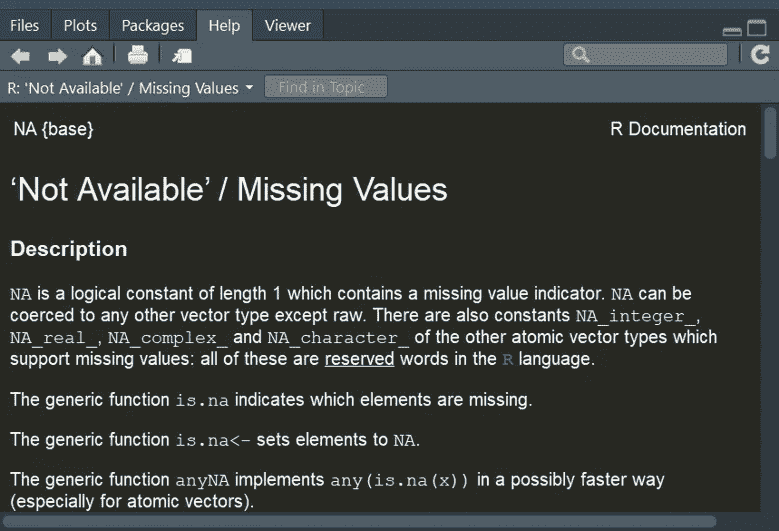 Files Plots Packages Help Viewer
R: 'Not Available' / Missing Values Find in Topic
NA {base} R Documentation
‘Not Available’ / Missing Values
Description
NA is a logical constant of length 1 which contains a missing value indicator. NA can be
coerced to any other vector type except raw. There are also constants NA_integer_,
NA_real_, NA_complex_ and NA_character_ of the other atomic vector types which
support missing values: all of these are reserved words in the R language.
The generic function is.na indicates which elements are missing.
The generic function is.na<- sets elements to NA.
The generic function anyNA implements any(is.na(x)) in a possibly faster way
(especially for atomic vectors).